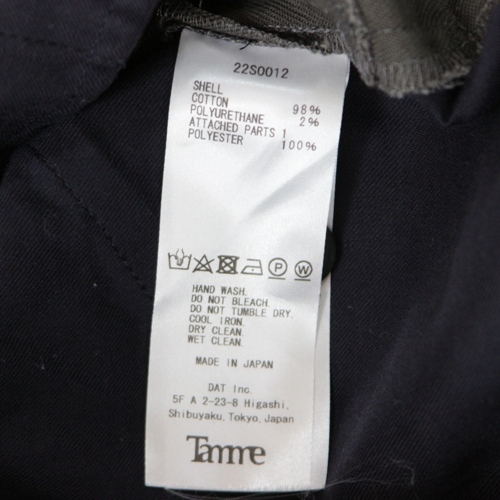 22S0012
SHELL
COTTON 98%
POLYURETHANE 2%
ATTACHED PARTS 1
POLYESTER 100%
P W
HAND WASH.
DO NOT BLEACH.
DO NOT TUMBLE DRY.
COOL IRON.
DRY CLEAN.
WET CLEAN.
MADE IN JAPAN
DAT Inc.
5F A 2-23-8 Higashi,
Shibuyaku, Tokyo, Japan
Tamme